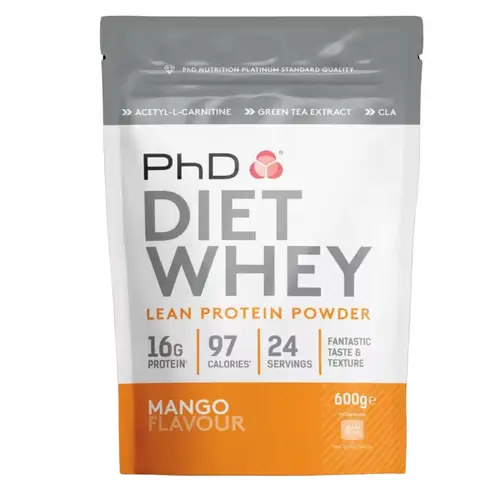 PhD NUTRITION PLATINUM STANDARD QUALITY
>> ACETYL-L-CARNITINE >> GREEN TEA EXTRACT >> CLA
PhD®
DIET
WHEY
LEAN PROTEIN POWDER
16G PROTEIN†
97 CALORIES†
24 SERVINGS
FANTASTIC TASTE & TEXTURE
MANGO
FLAVOUR
600g℮